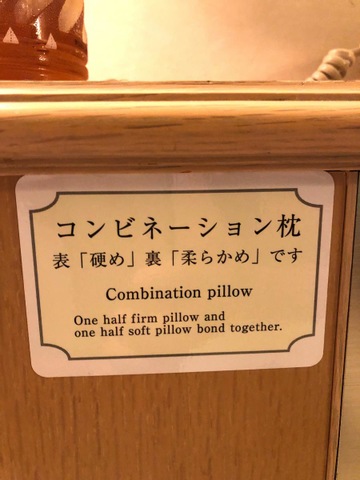 コンビネーション枕
表「硬め」裏「柔らかめ」です
Combination pillow
One half firm pillow and
one half soft pillow bond together.